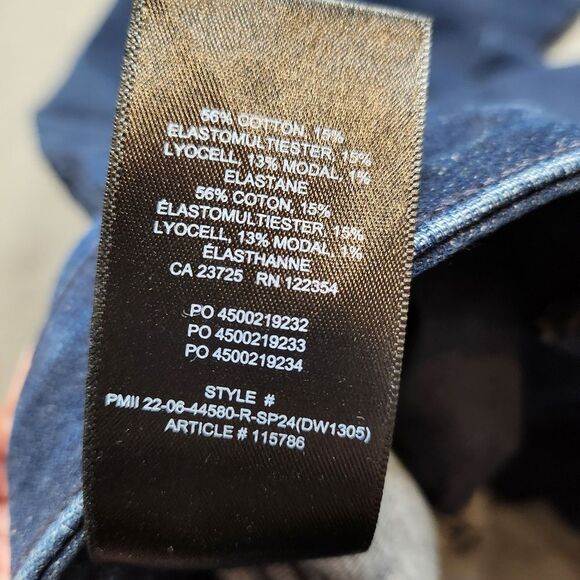 56% COTTON, 15%
ELASTOMULTIESTER, 15%
LYOCELL, 13% MODAL, 1%
ELASTANE
56% COTON, 15%
ÉLASTOMULTIESTER, 15%
LYOCELL, 13% MODAL, 1%
ÉLASTHANNE
CA 23725 RN 122354
PO 4500219232
PO 4500219233
PO 4500219234
STYLE #
PMII 22-06-44580-R-SP24(DW1305)
ARTICLE # 115786